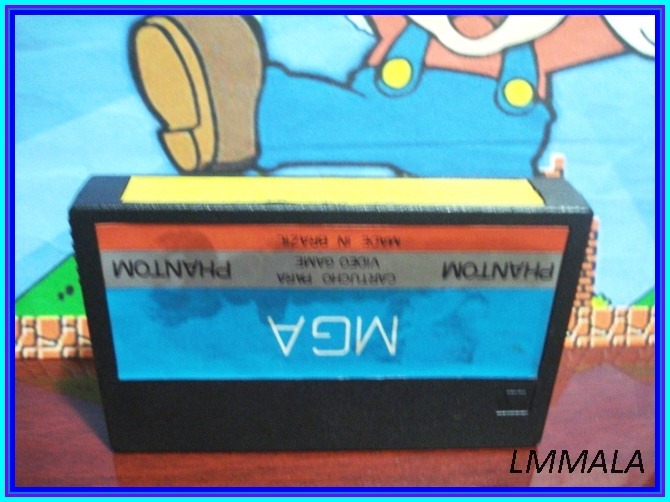 MGA
PHANTOM CARTUCHO PARA PHANTOM
VIDEO GAME
MADE IN BRAZIL
LMMALA